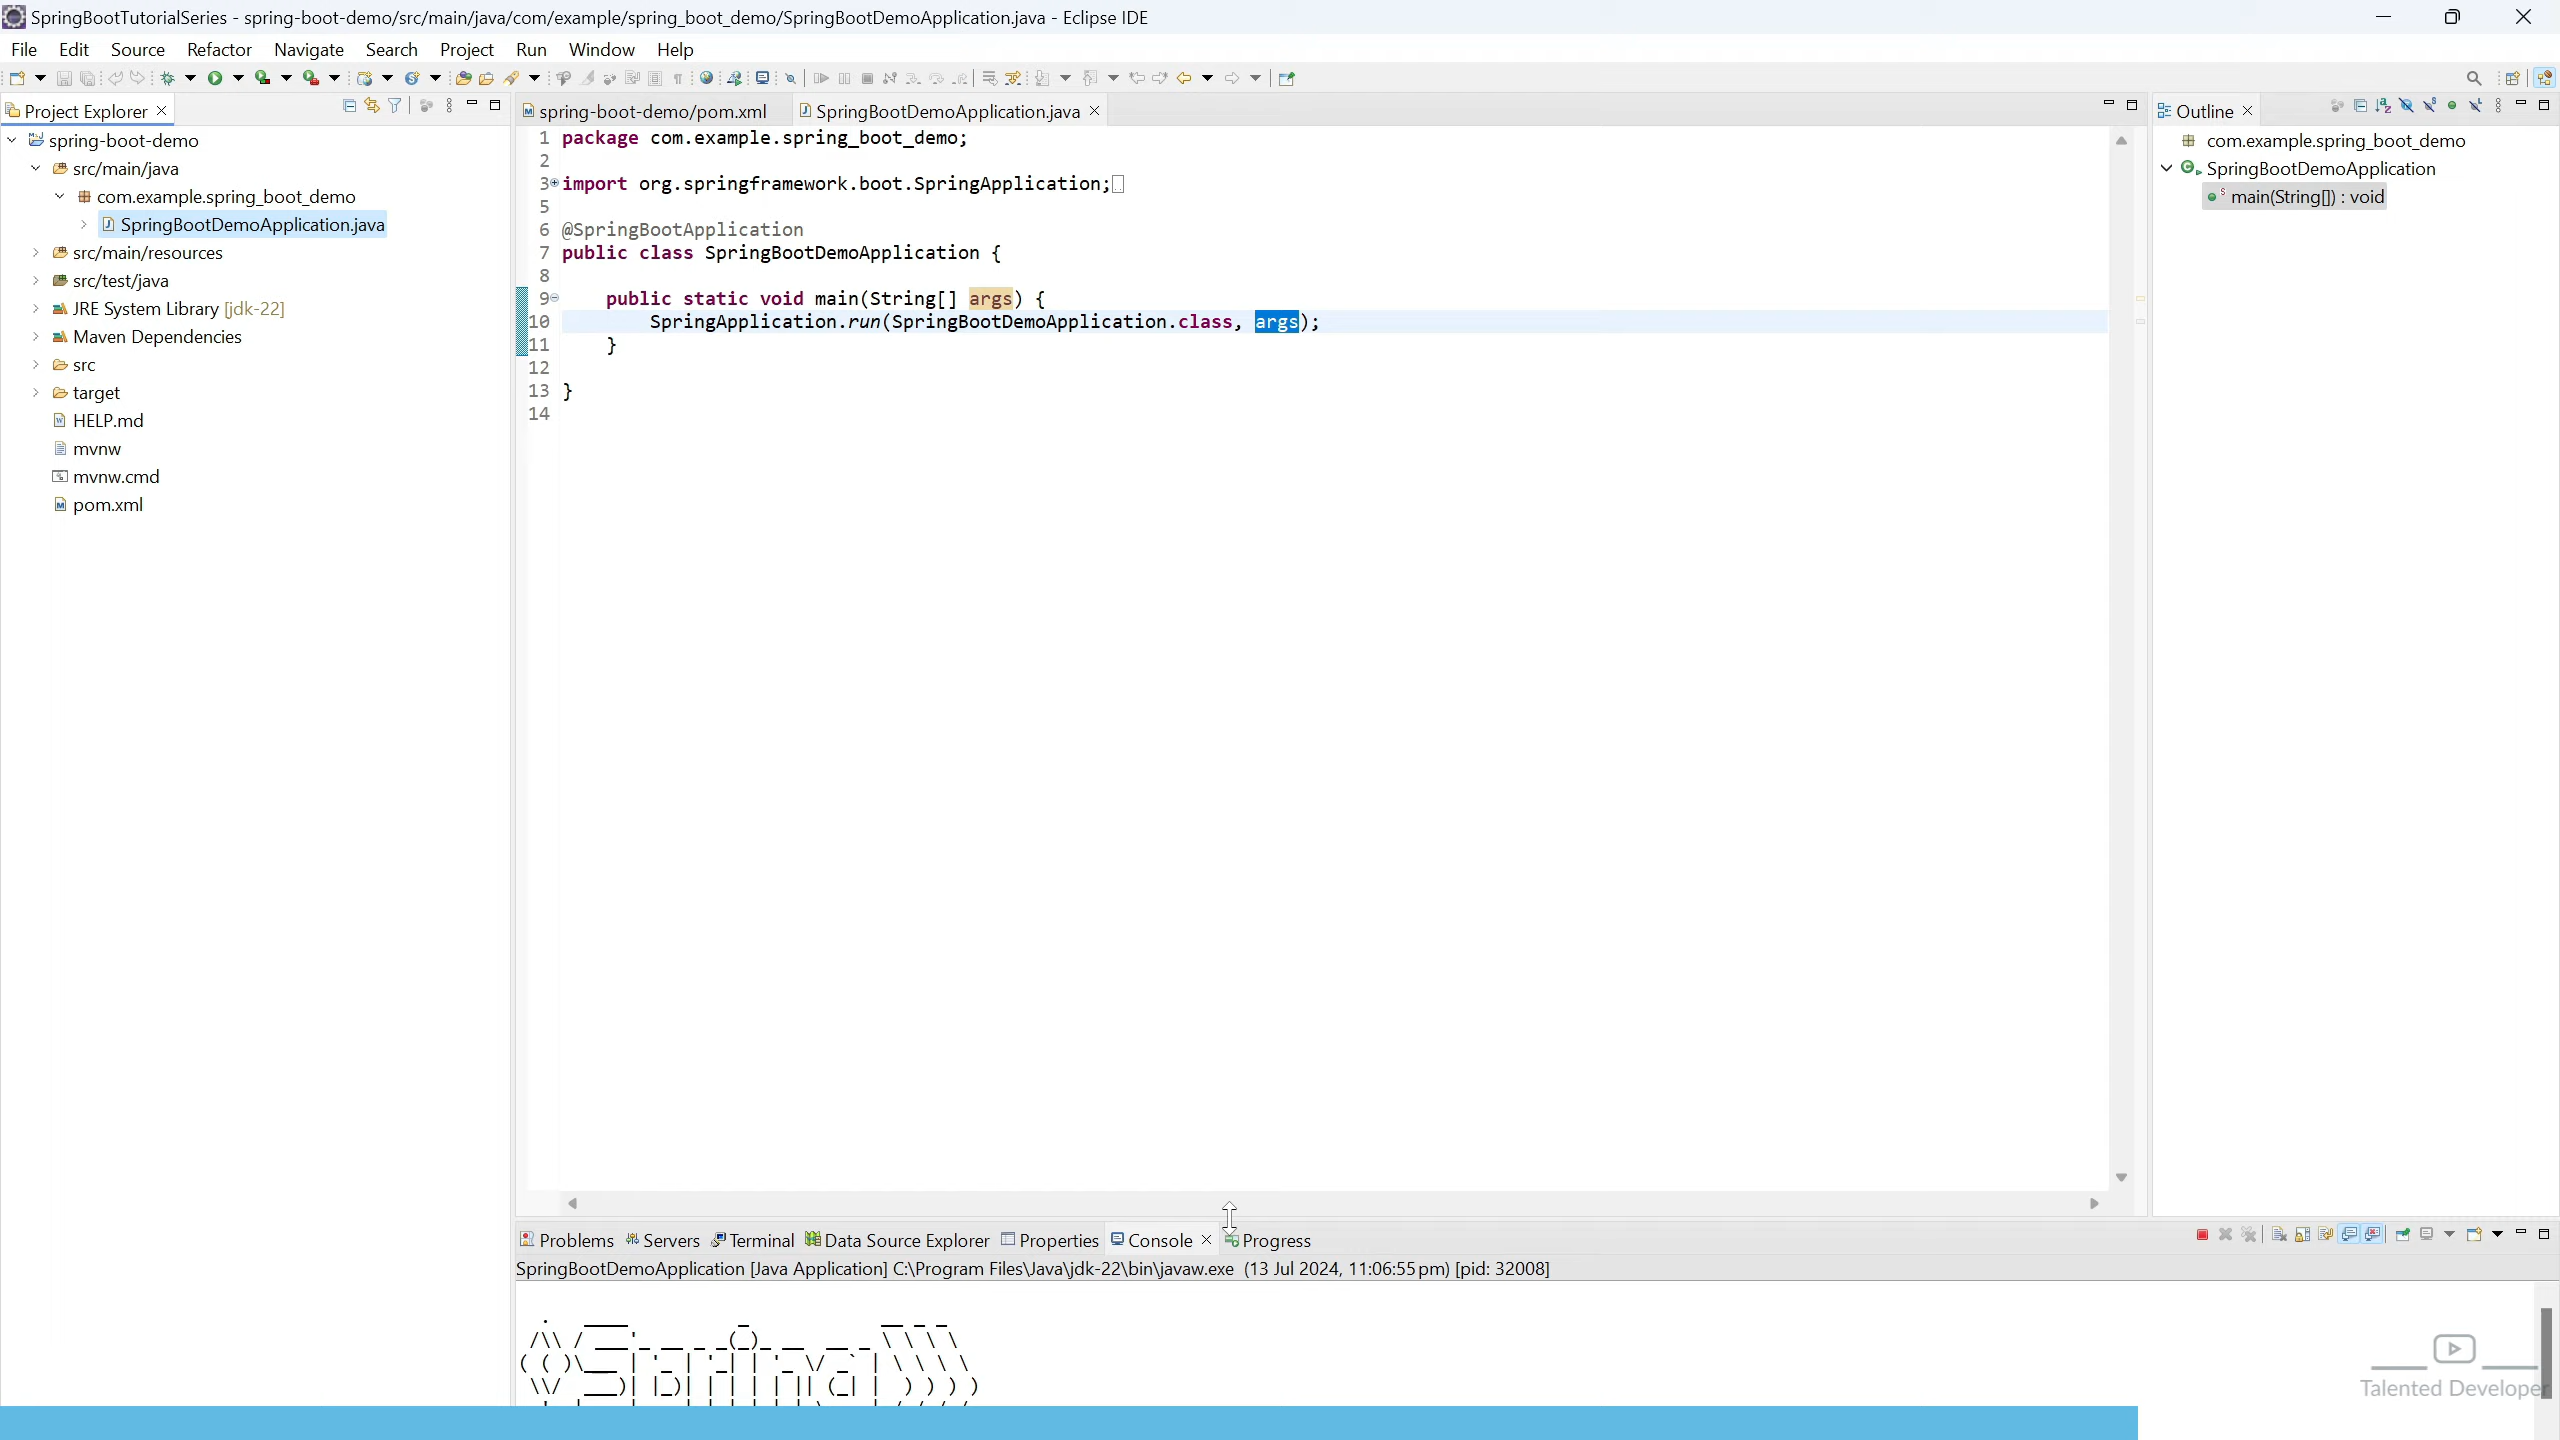 SpringBootTutorialSeries - spring-boot-demo/src/main/java/com/example/spring_boot_demo/SpringBootDemoApplication.java - Eclipse IDE
File Edit Source Refactor Navigate Search Project Run Window Help
Project Explorer
spring-boot-demo
src/main/java
com.example.spring_boot_demo
SpringBootDemoApplication.java
src/main/resources
src/test/java
JRE System Library [jdk-22]
Maven Dependencies
src
target
HELP.md
mvnw
mvnw.cmd
pom.xml
spring-boot-demo/pom.xml SpringBootDemoApplication.java
1 package com.example.spring_boot_demo;
2
3 import org.springframework.boot.SpringApplication;
5
6 @SpringBootApplication
7 public class SpringBootDemoApplication {
8
9 public static void main(String[] args) {
10 SpringApplication.run(SpringBootDemoApplication.class, args);
11 }
12
13 }
14
Outline
com.example.spring_boot_demo
SpringBootDemoApplication
main(String[]) : void
Problems Servers Terminal Data Source Explorer Properties Console Progress
SpringBootDemoApplication [Java Application] C:\Program Files\Java\jdk-22\bin\javaw.exe (13 Jul 2024, 11:06:55 pm) [pid: 32008]
Spring
Talented Developer